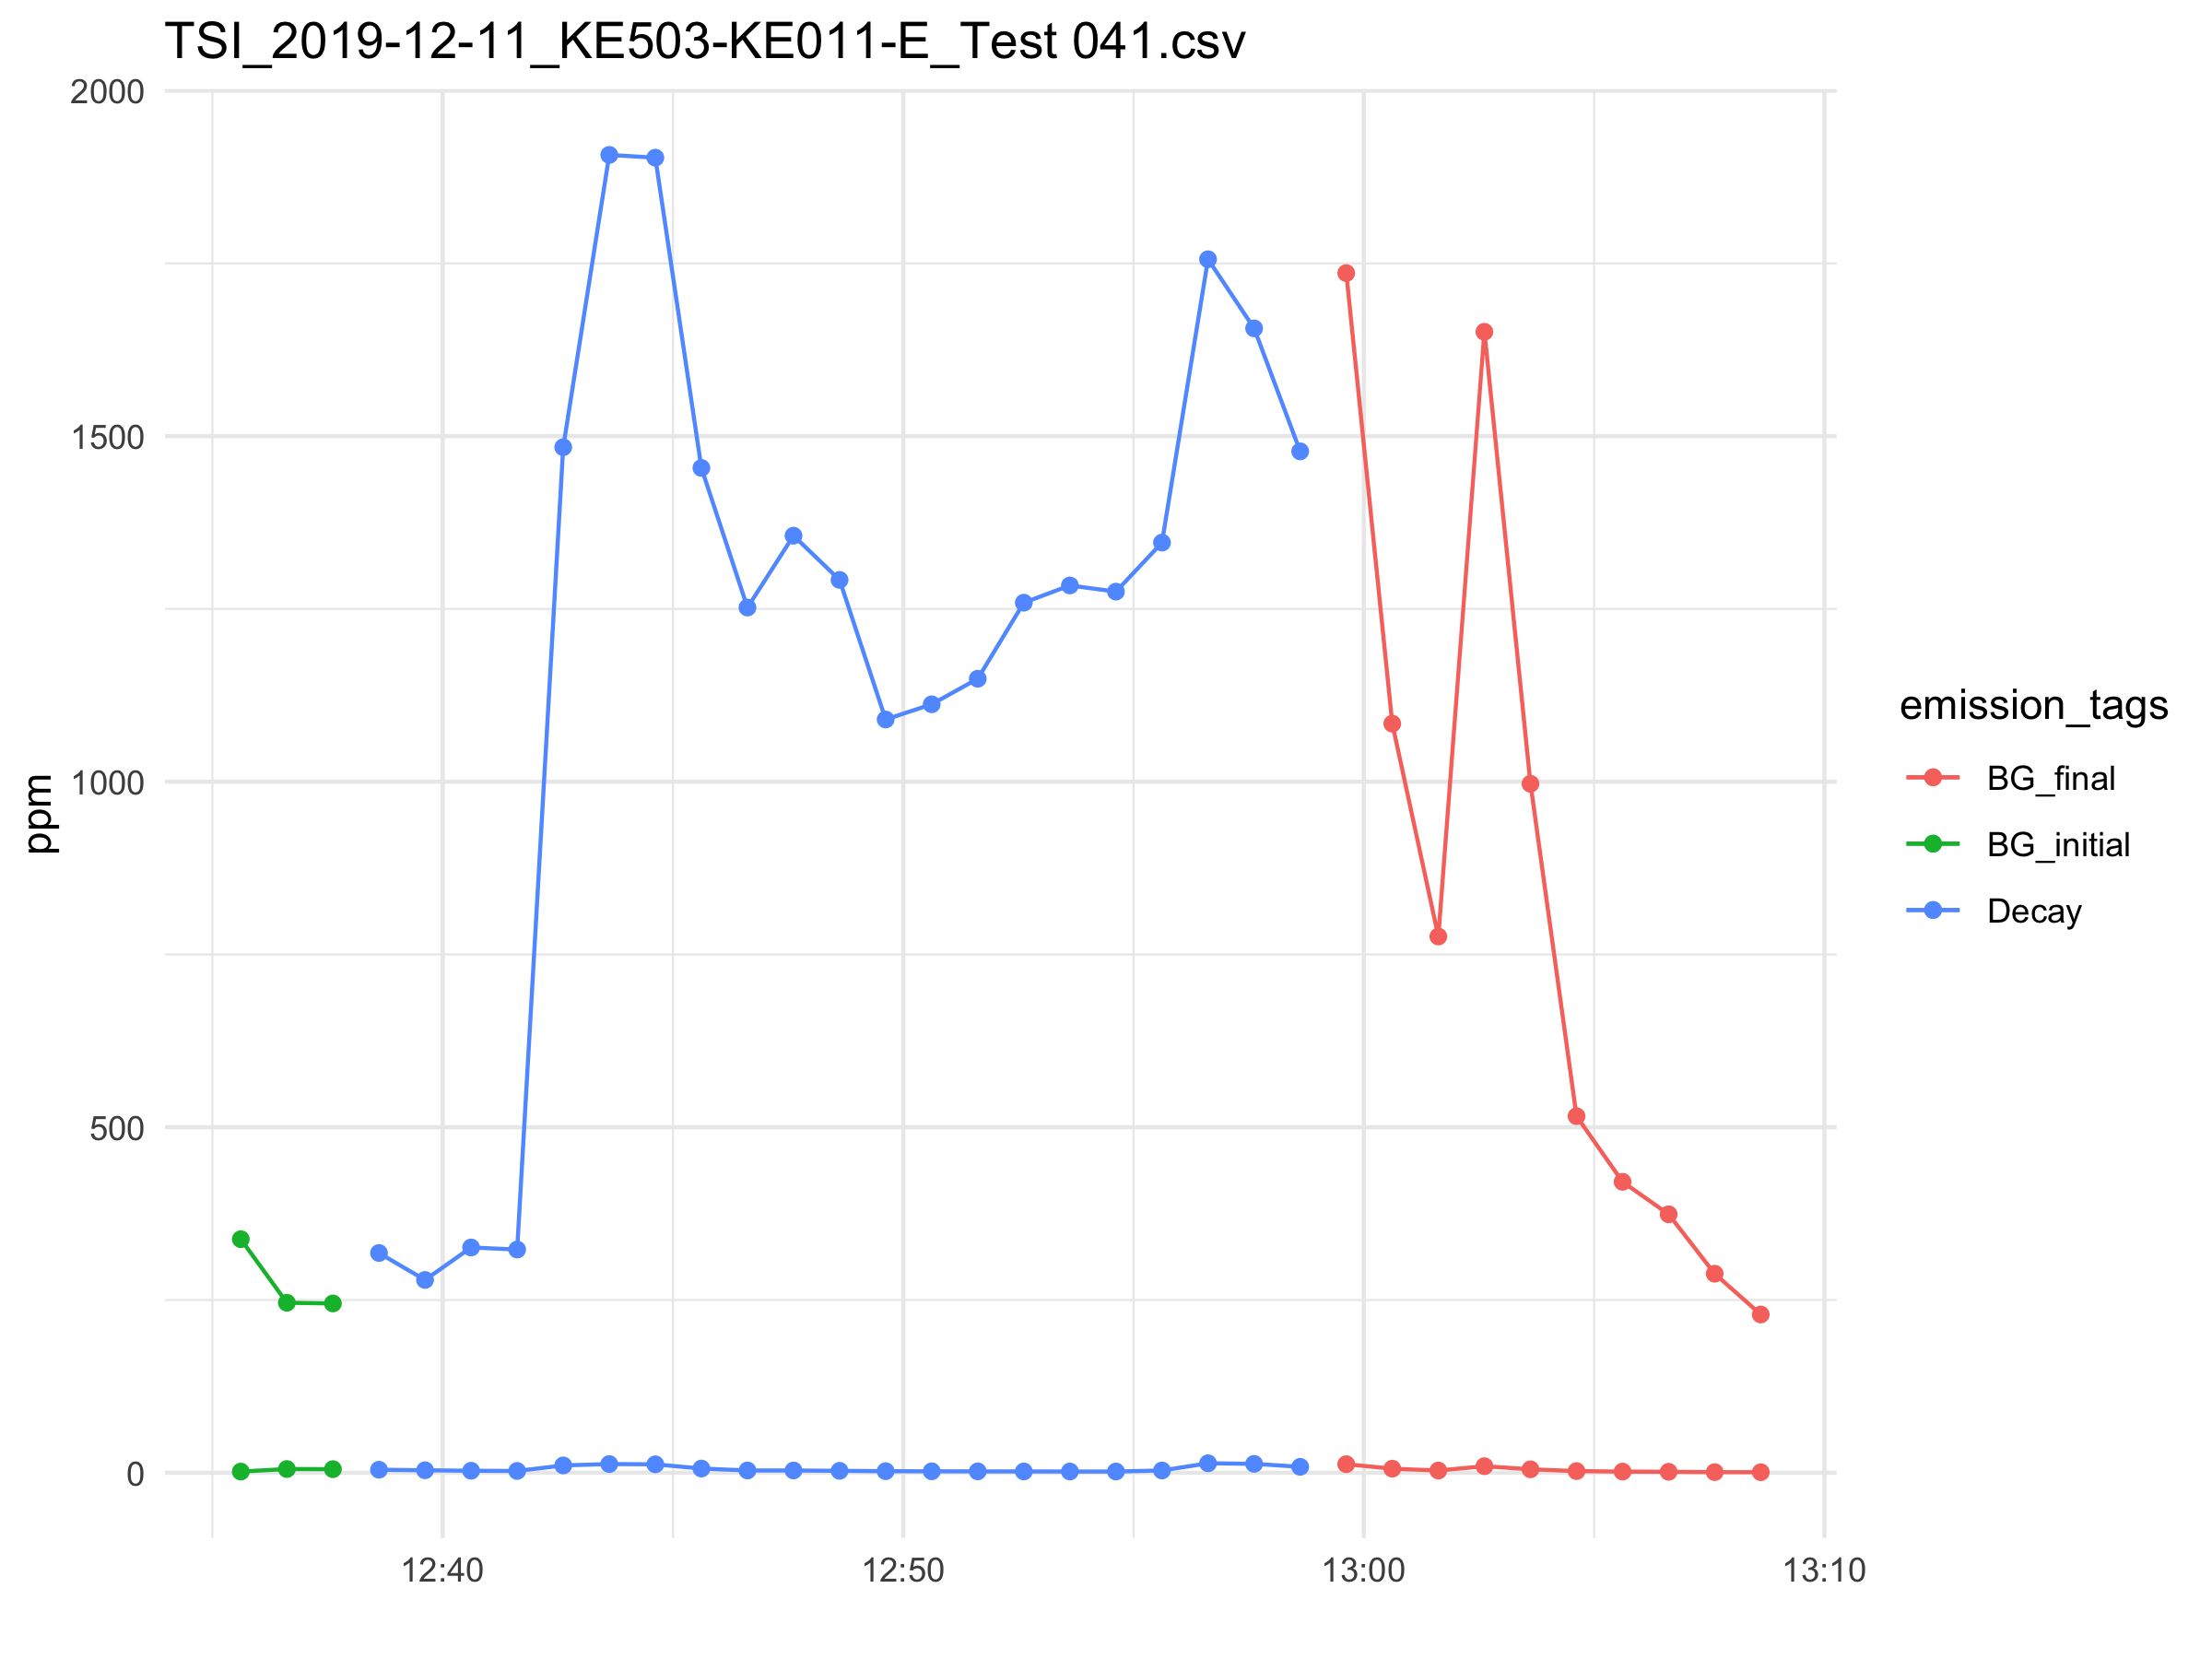 TSI_2019-12-11_KE503-KE011-E_Test 041.csv
2000
1500
1000
500
0
ppm
12:40
12:50
13:00
13:10
emission_tags
BG_final
BG_initial
Decay